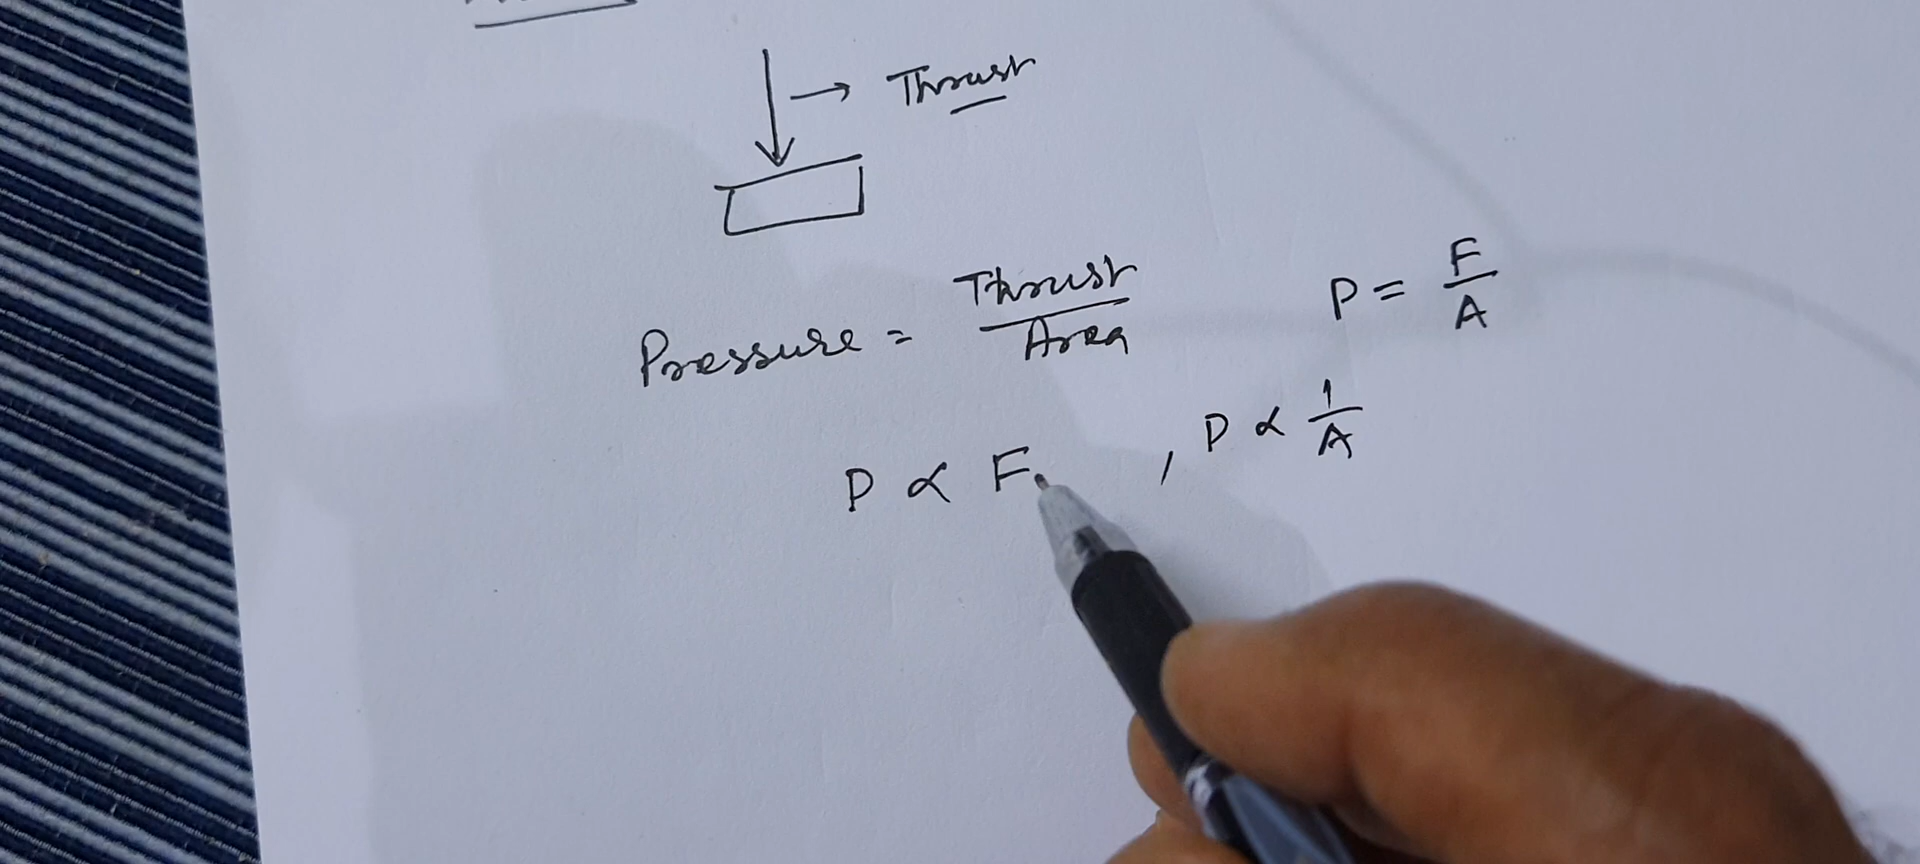 Thrust
Pressure = Thrust/Area
P = F/A
P ∝ F , P ∝ 1/A